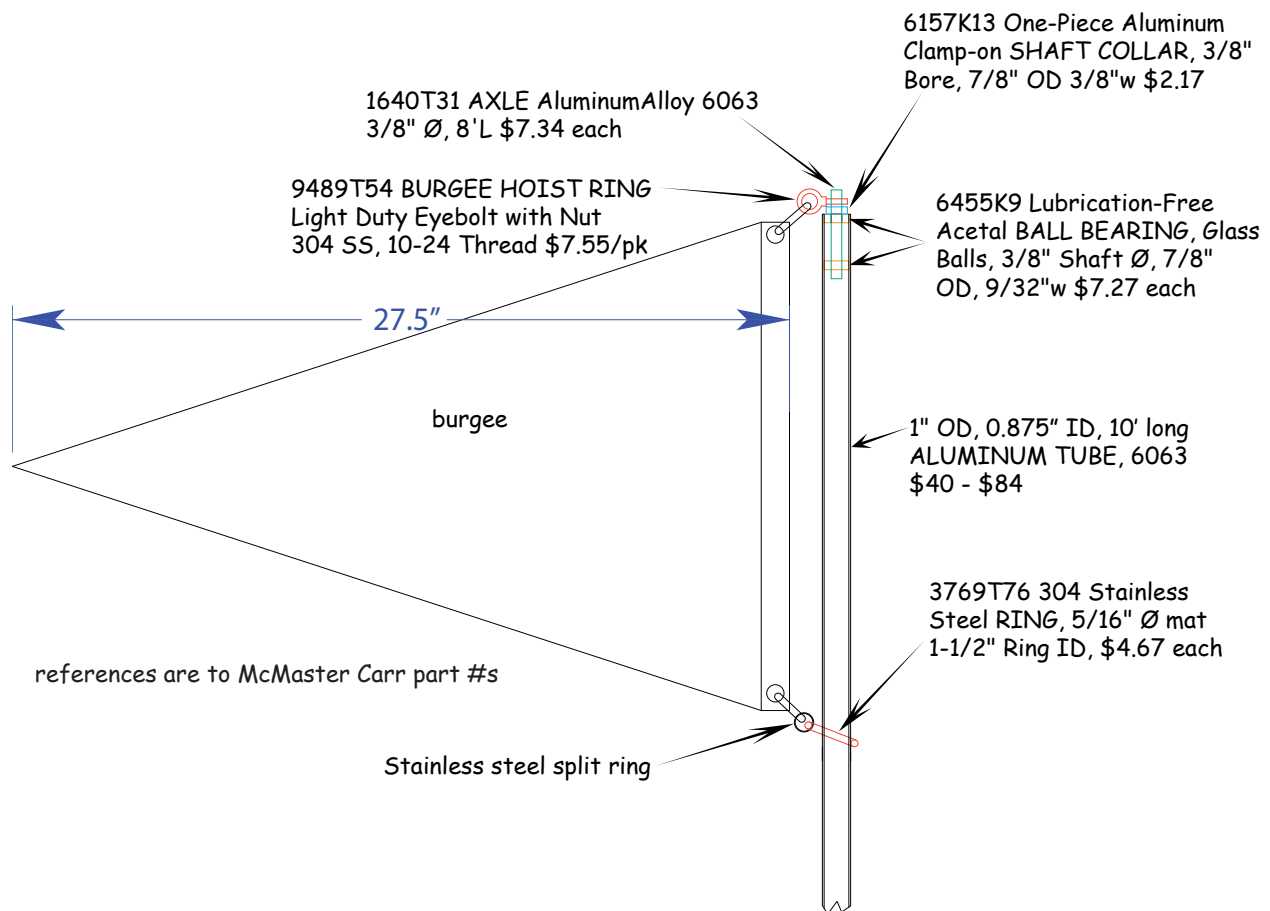 6157K13 One-Piece Aluminum
Clamp-on SHAFT COLLAR, 3/8"
Bore, 7/8" OD 3/8"w $2.17
1640T31 AXLE AluminumAlloy 6063
3/8" Ø, 8'L $7.34 each
9489T54 BURGEE HOIST RING
Light Duty Eyebolt with Nut
304 SS, 10-24 Thread $7.55/pk
6455K9 Lubrication-Free
Acetal BALL BEARING, Glass
Balls, 3/8" Shaft Ø, 7/8"
OD, 9/32"w $7.27 each
27.5”
burgee
1" OD, 0.875” ID, 10’ long
ALUMINUM TUBE, 6063
$40 - $84
3769T76 304 Stainless
Steel RING, 5/16" Ø mat
1-1/2" Ring ID, $4.67 each
references are to McMaster Carr part #s
Stainless steel split ring